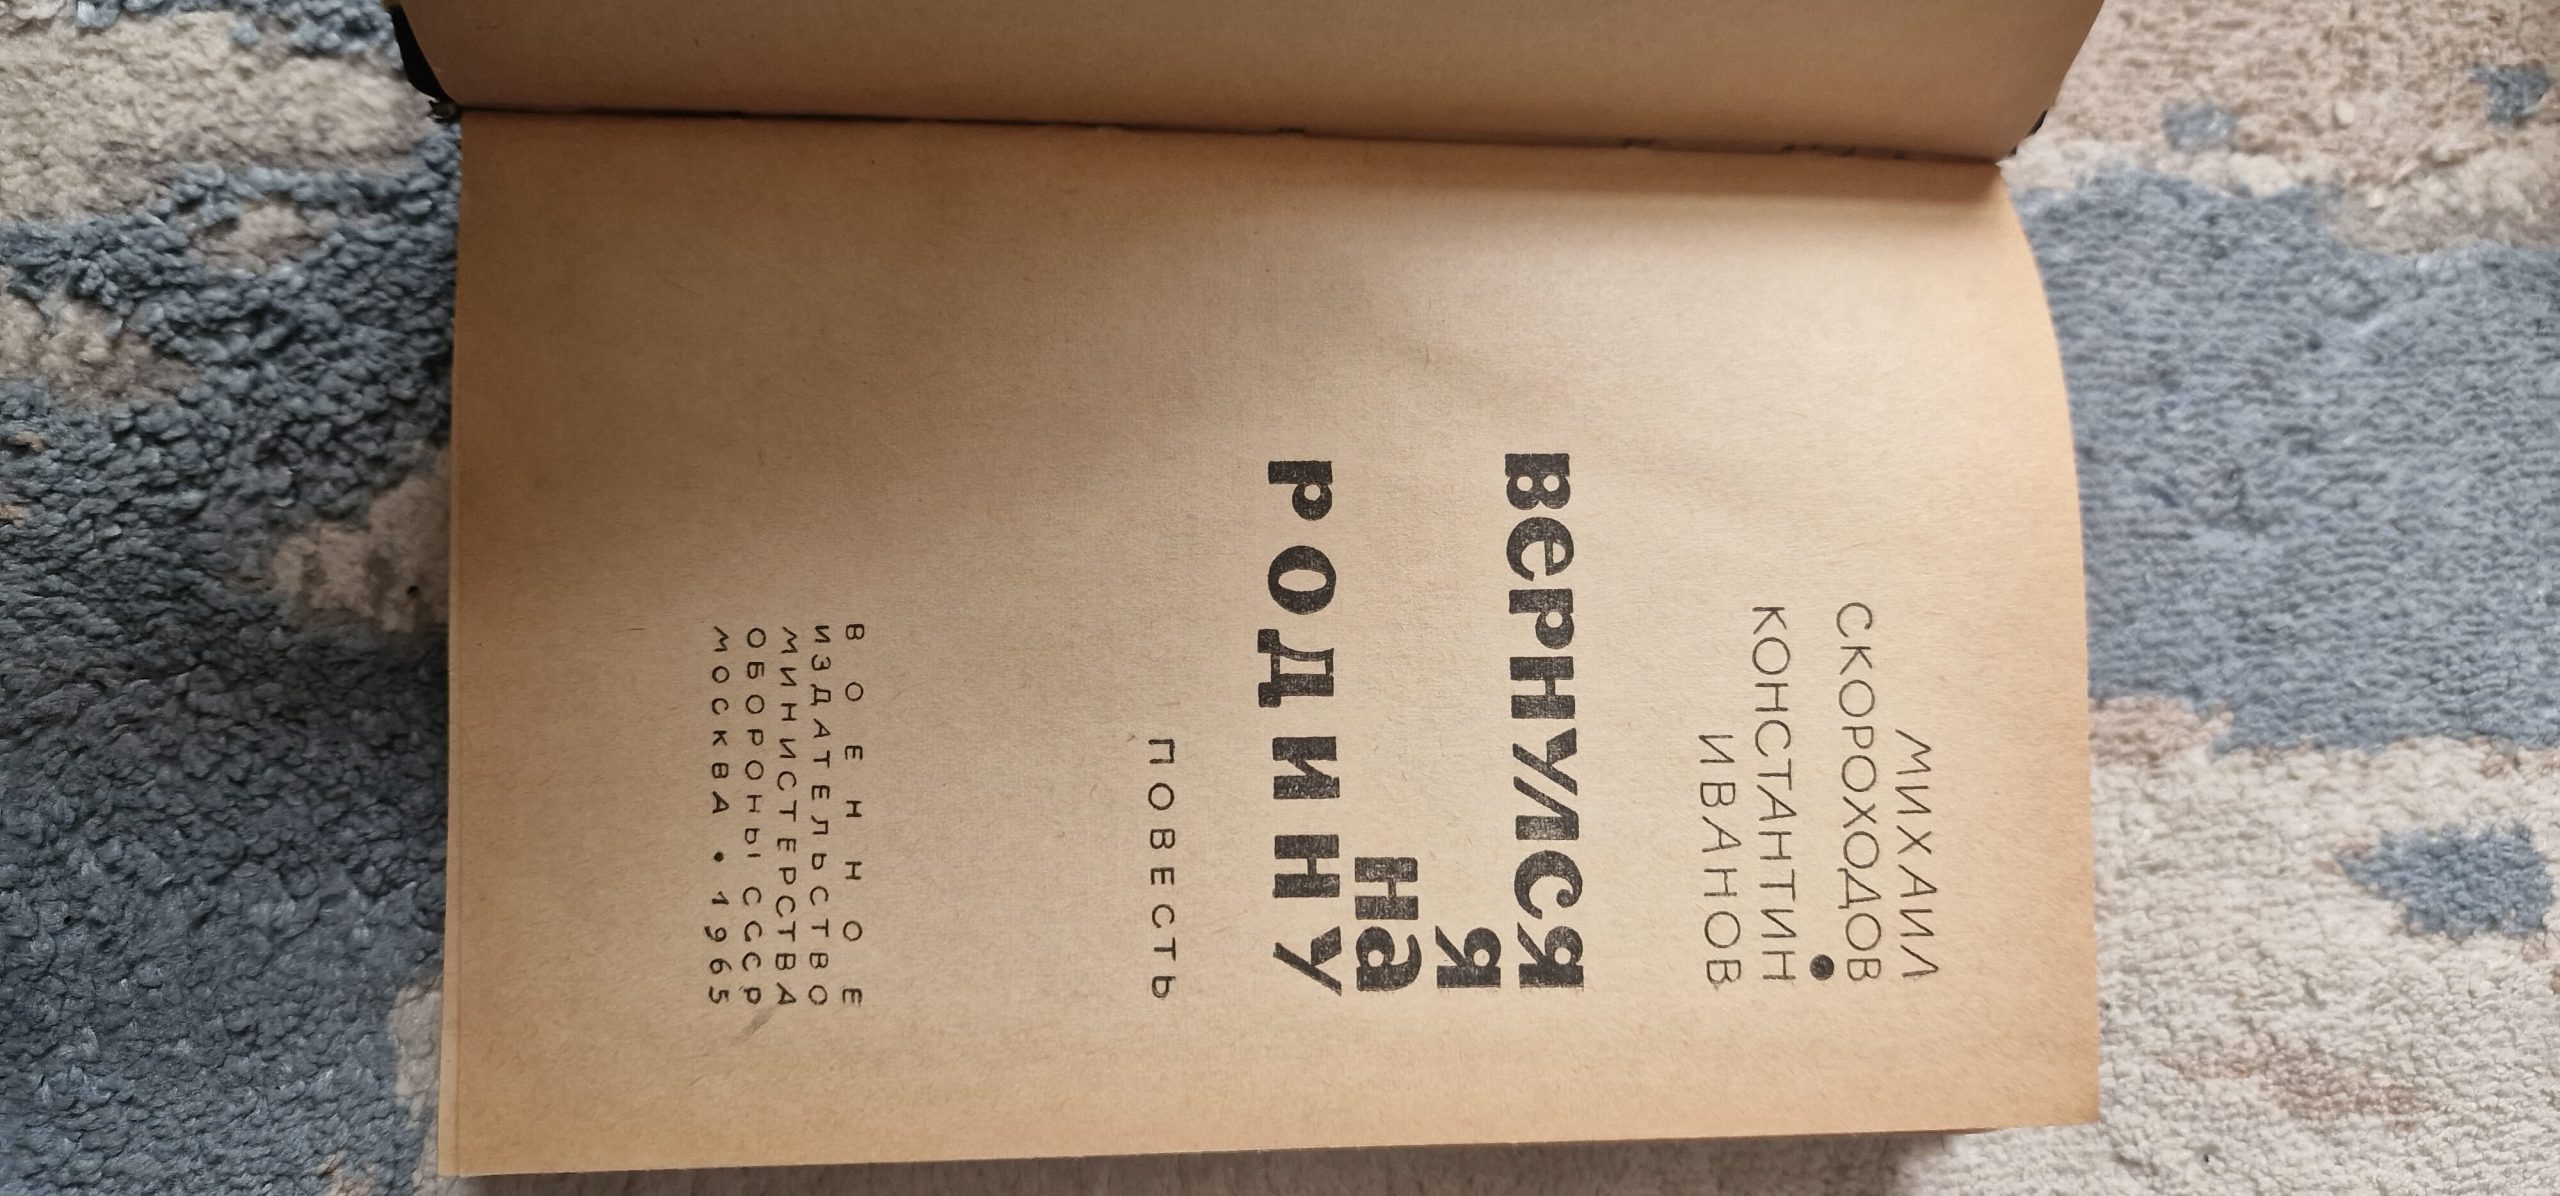 МИХАИЛ
СКОРОХОДОВ
•
КОНСТАНТИН
ИВАНОВ
вернулся
я
на
родину
ПОВЕСТЬ
ВОЕННОЕ
ИЗДАТЕЛЬСТВО
МИНИСТЕРСТВА
ОБОРОНЫ СССР
МОСКВА • 1965